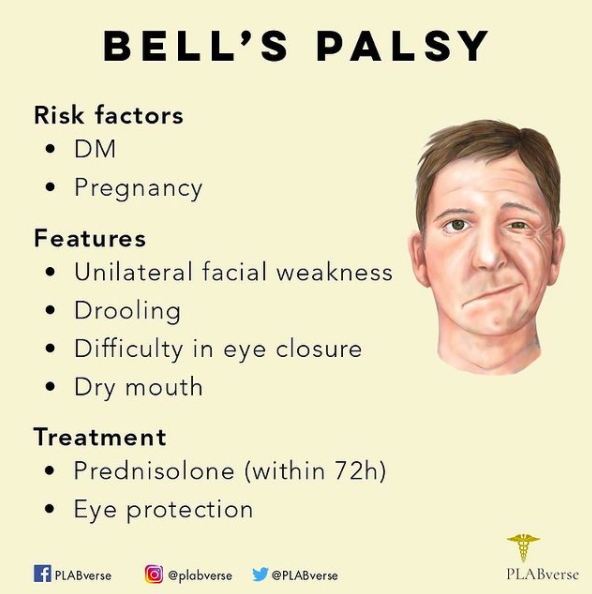 BELL'S PALSY
Risk factors
• DM
• Pregnancy
Features
• Unilateral facial weakness
• Drooling
• Difficulty in eye closure
• Dry mouth
Treatment
• Prednisolone (within 72h)
• Eye protection
PLABverse @plabverse @PLABverse
PLABverse